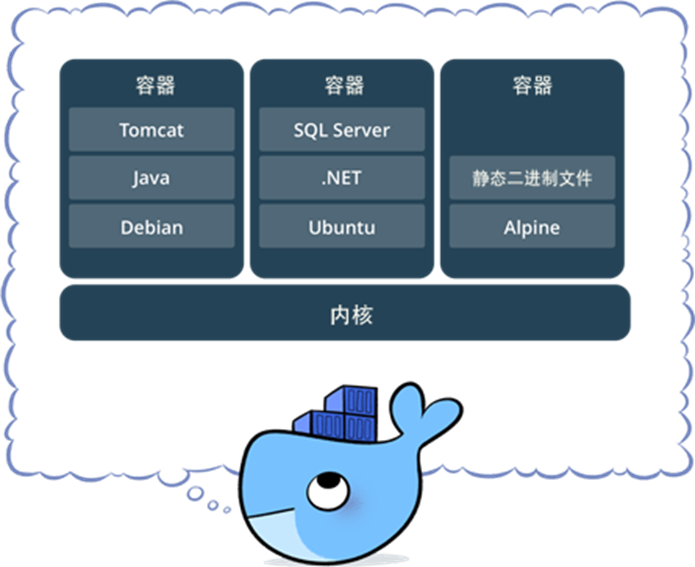 容器
Tomcat
Java
Debian
容器
SQL Server
.NET
Ubuntu
容器
静态二进制文件
Alpine
内核